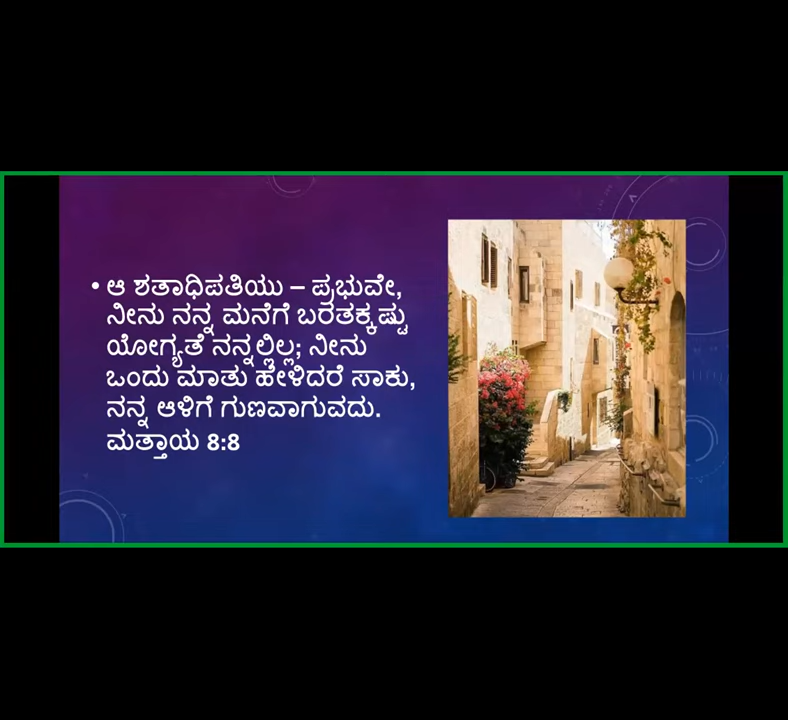 • ಆ ಶತಾಧಿಪತಿಯು – ಪ್ರಭುವೇ,
ನೀನು ನನ್ನ ಮನೆಗೆ ಬರತಕ್ಕಷ್ಟು
ಯೋಗ್ಯತೆ ನನ್ನಲ್ಲಿಲ್ಲ; ನೀನು
ಒಂದು ಮಾತು ಹೇಳಿದರೆ ಸಾಕು,
ನನ್ನ ಆಳಿಗೆ ಗುಣವಾಗುವದು.
ಮತ್ತಾಯ 8:8